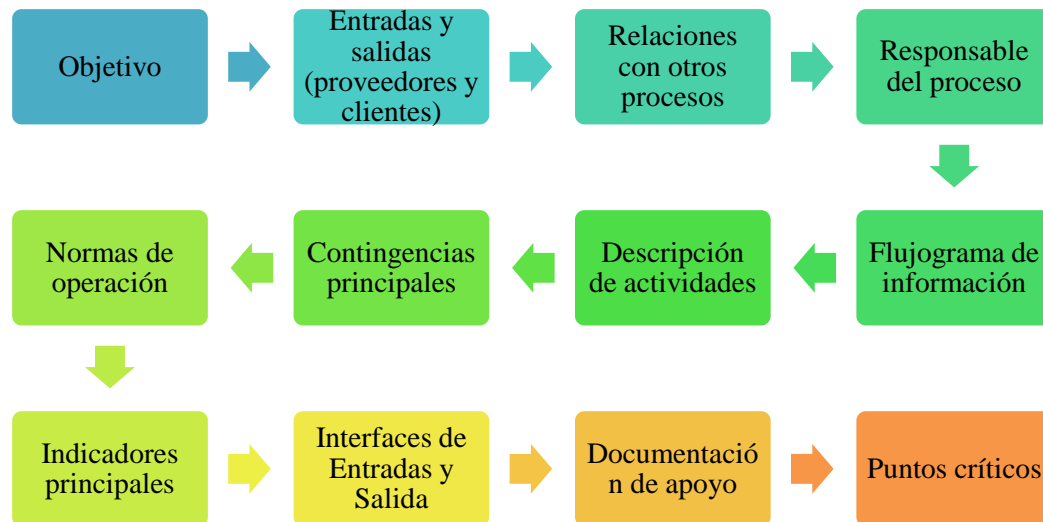 Objetivo
Entradas y
salidas
(proveedores y
clientes)
Relaciones
con otros
procesos
Responsable
del proceso
Flujograma de
información
Descripción
de actividades
Contingencias
principales
Normas de
operación
Indicadores
principales
Interfaces de
Entradas y
Salida
Documentació
n de apoyo
Puntos críticos